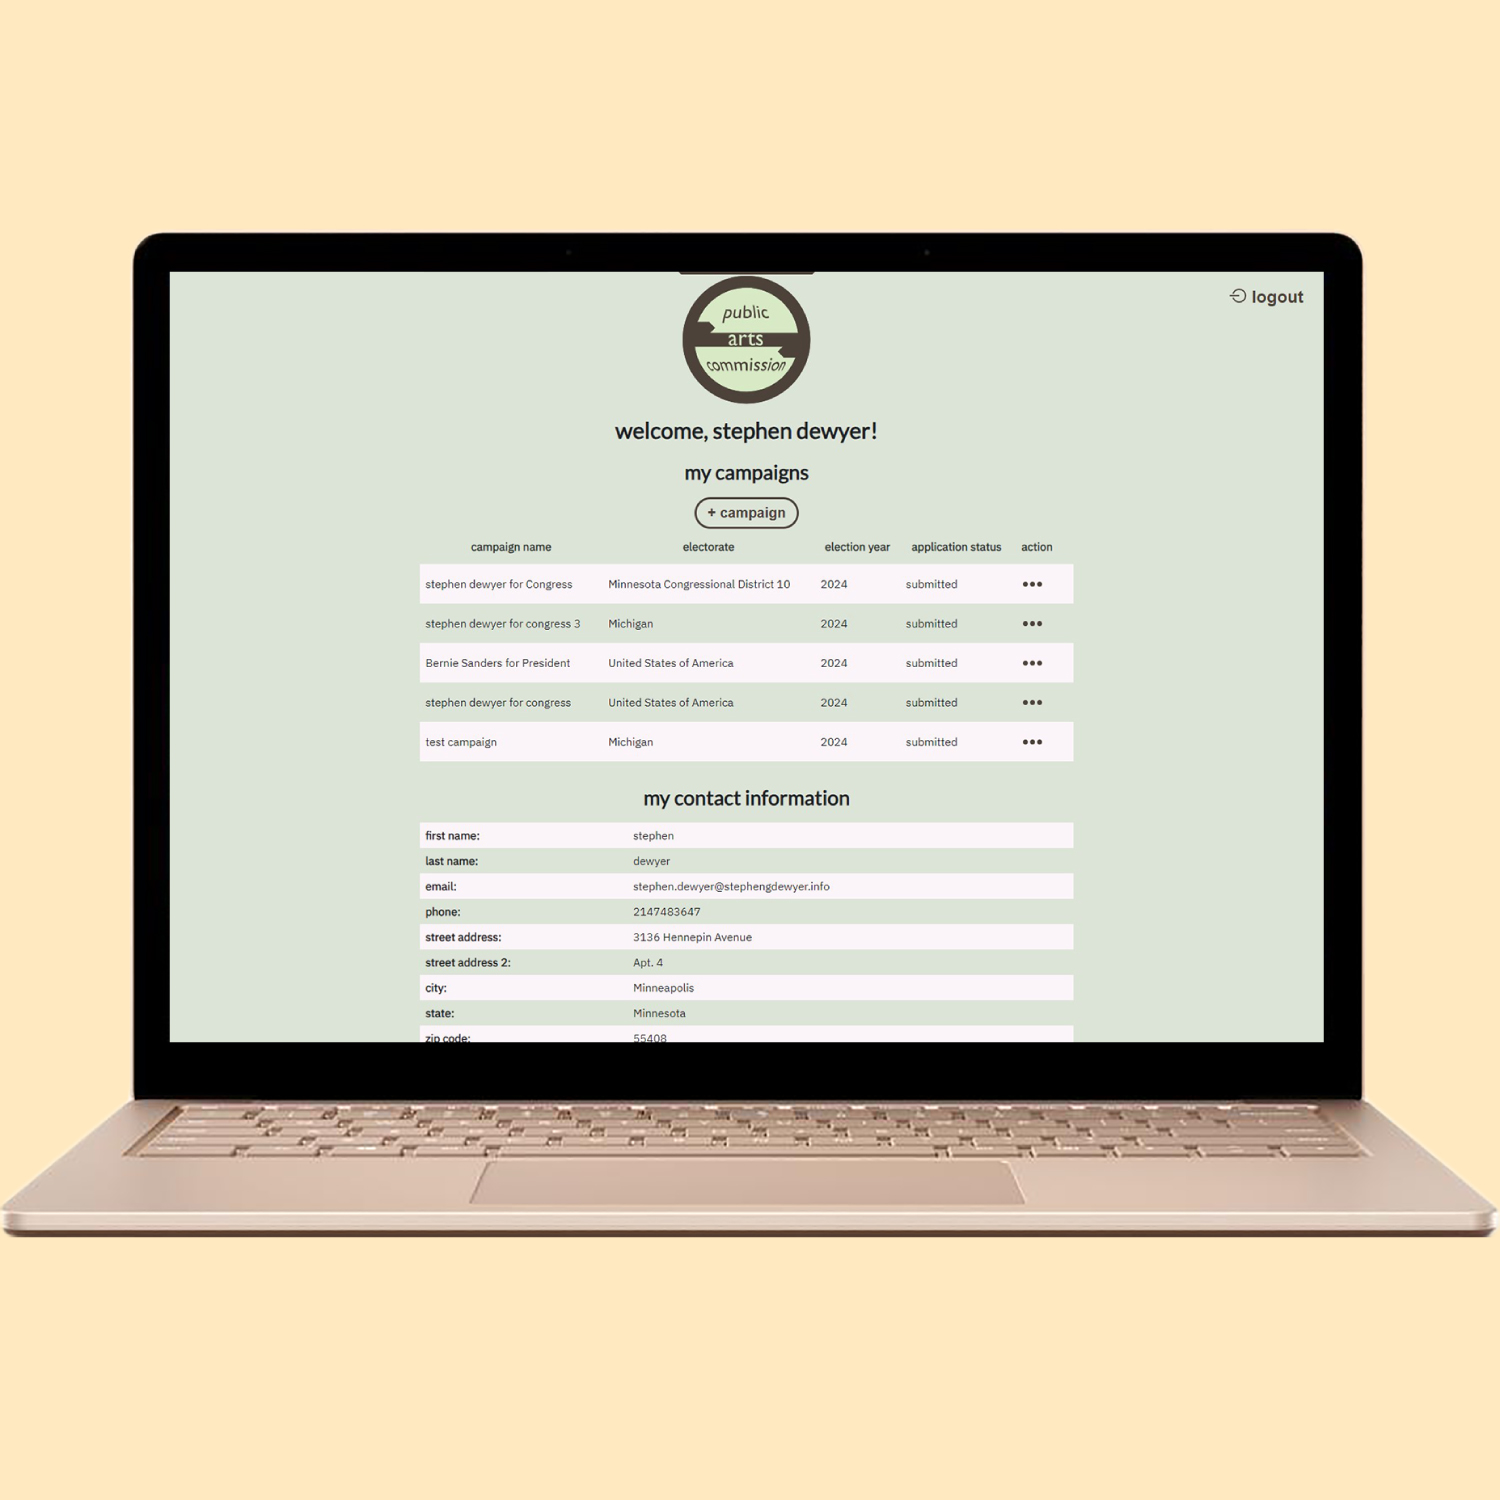 public
arts
commission
logout
welcome, stephen dewyer!
my campaigns
+ campaign
campaign name electorate election year application status action
stephen dewyer for Congress Minnesota Congressional District 10 2024 submitted •••
stephen dewyer for congress 3 Michigan 2024 submitted •••
Bernie Sanders for President United States of America 2024 submitted •••
stephen dewyer for congress United States of America 2024 submitted •••
test campaign Michigan 2024 submitted •••
my contact information
first name: stephen
last name: dewyer
email: stephen.dewyer@stephengdewyer.info
phone: 2147483647
street address: 3136 Hennepin Avenue
street address 2: Apt. 4
city: Minneapolis
state: Minnesota
zip code: 55408